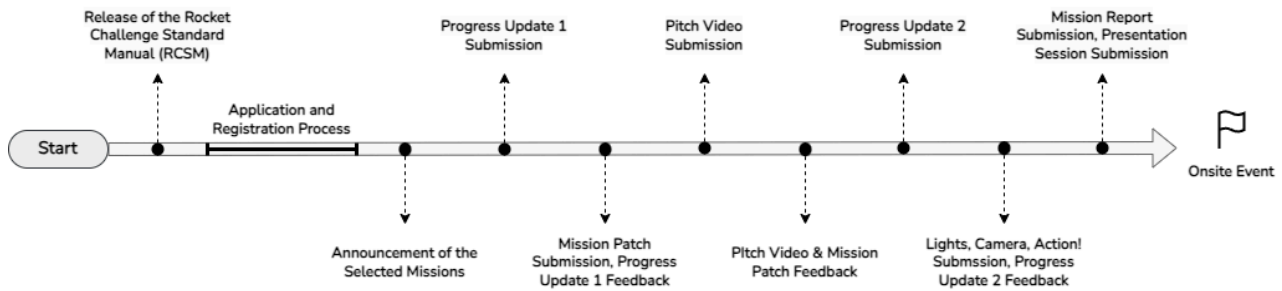 Release of the Rocket
Challenge Standard
Manual (RCSM)
Progress Update 1
Submission
Pitch Video
Submission
Progress Update 2
Submission
Mission Report
Submission, Presentation
Session Submission
Application and
Registration Process
Start
Onsite Event
Announcement of the
Selected Missions
Mission Patch
Submission, Progress
Update 1 Feedback
PItch Video & Mission
Patch Feedback
Lights, Camera, Action!
Submssion, Progress
Update 2 Feedback